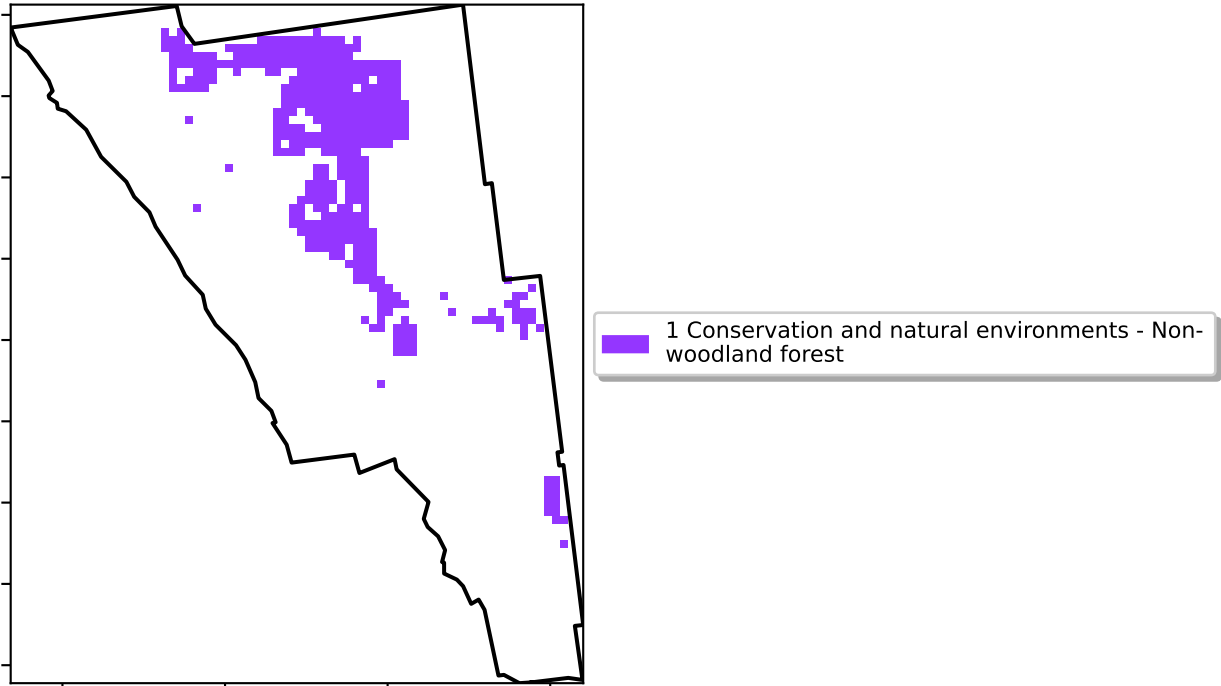 1 Conservation and natural environments - Non-
woodland forest